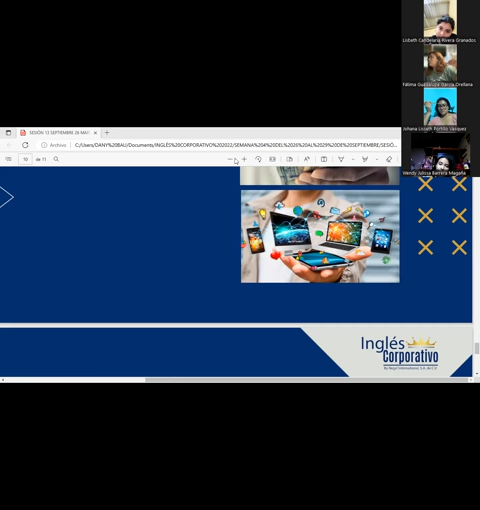 Lisbeth Candelaria Rivera Granados
Fátima Guadalupe García Orellana
Johana Lisseth Portillo Vásquez
Wendy Julissa Barrera Magaña
SESIÓN 13 SEPTIEMBRE 28 MAR
Archivo
C:/Users/DANY%20BAU/Documents/INGLÉS%20CORPORATIVO%202022/SEMANA%204%20DEL%2026%20AL%2029%20DE%20SEPTIEMBRE/SESIÓ...
10 de 11
Inglés
Corporativo